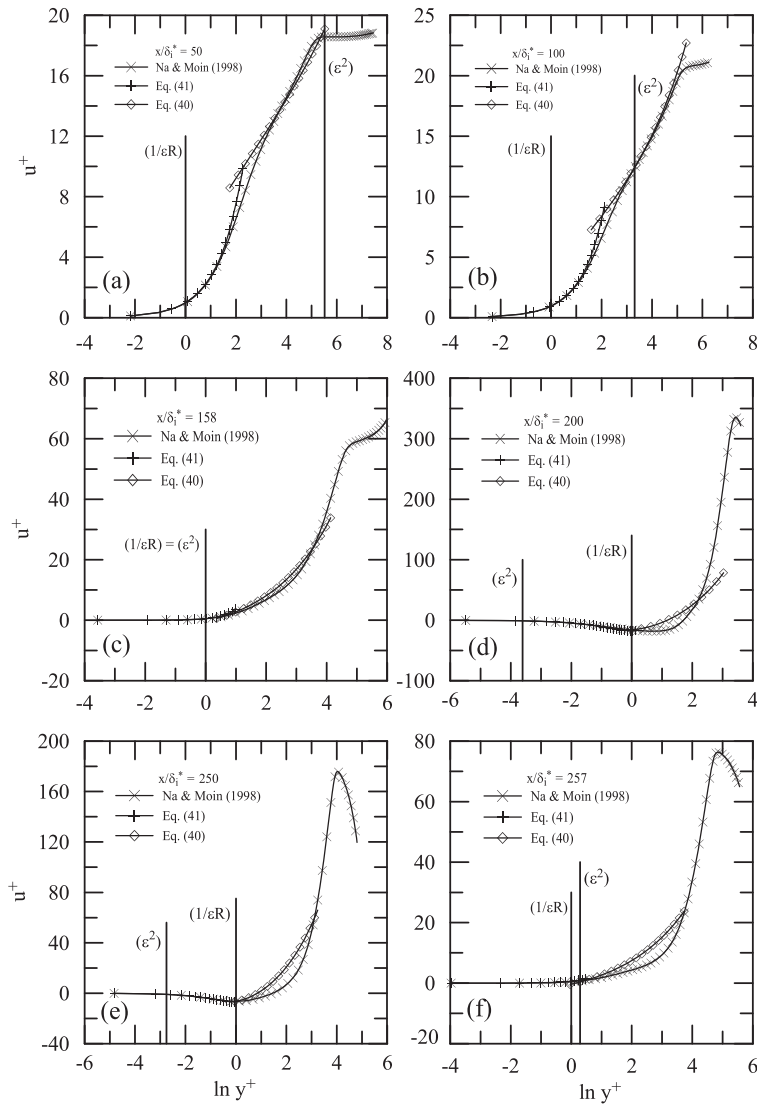 x/δi* = 50
Na & Moin (1998)
Eq. (41)
Eq. (40)
(ε²)
(1/εR)
(a)
u+
20
16
12
8
4
0
-4 -2 0 2 4 6 8
x/δi* = 100
Na & Moin (1998)
Eq. (41)
Eq. (40)
(ε²)
(1/εR)
(b)
25
20
15
10
5
0
-4 -2 0 2 4 6 8
x/δi* = 158
Na & Moin (1998)
Eq. (41)
Eq. (40)
(1/εR) = (ε²)
(c)
u+
80
60
40
20
0
-20
-4 -2 0 2 4 6
x/δi* = 200
Na & Moin (1998)
Eq. (41)
Eq. (40)
(1/εR)
(ε²)
(d)
400
300
200
100
0
-100
-6 -4 -2 0 2 4
x/δi* = 250
Na & Moin (1998)
Eq. (41)
Eq. (40)
(1/εR)
(ε²)
(e)
u+
200
160
120
80
40
0
-40
-6 -4 -2 0 2 4 6
ln y+
x/δi* = 257
Na & Moin (1998)
Eq. (41)
Eq. (40)
(ε²)
(1/εR)
(f)
80
60
40
20
0
-20
-4 -2 0 2 4 6
ln y+